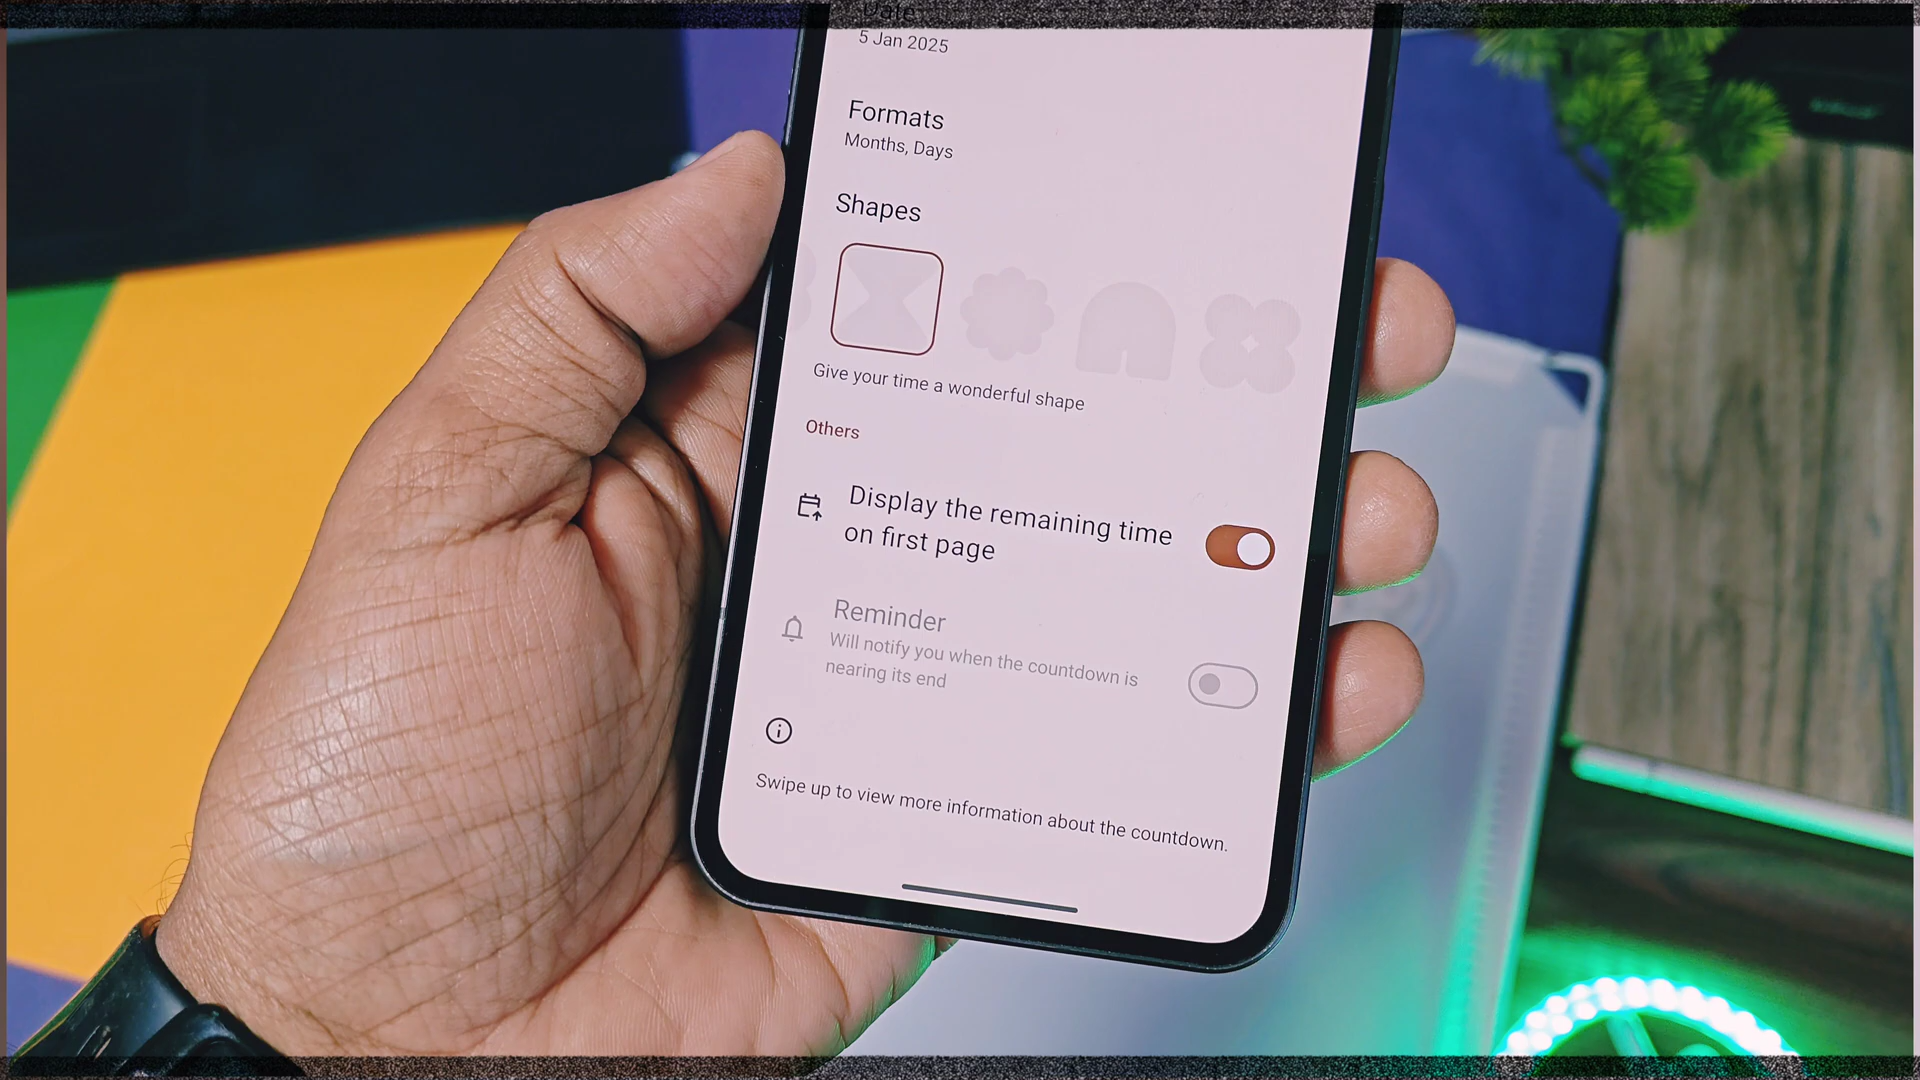 Date
5 Jan 2025
Formats
Months, Days
Shapes
Give your time a wonderful shape
Others
Display the remaining time
on first page
Reminder
Will notify you when the countdown is
nearing its end
Swipe up to view more information about the countdown.